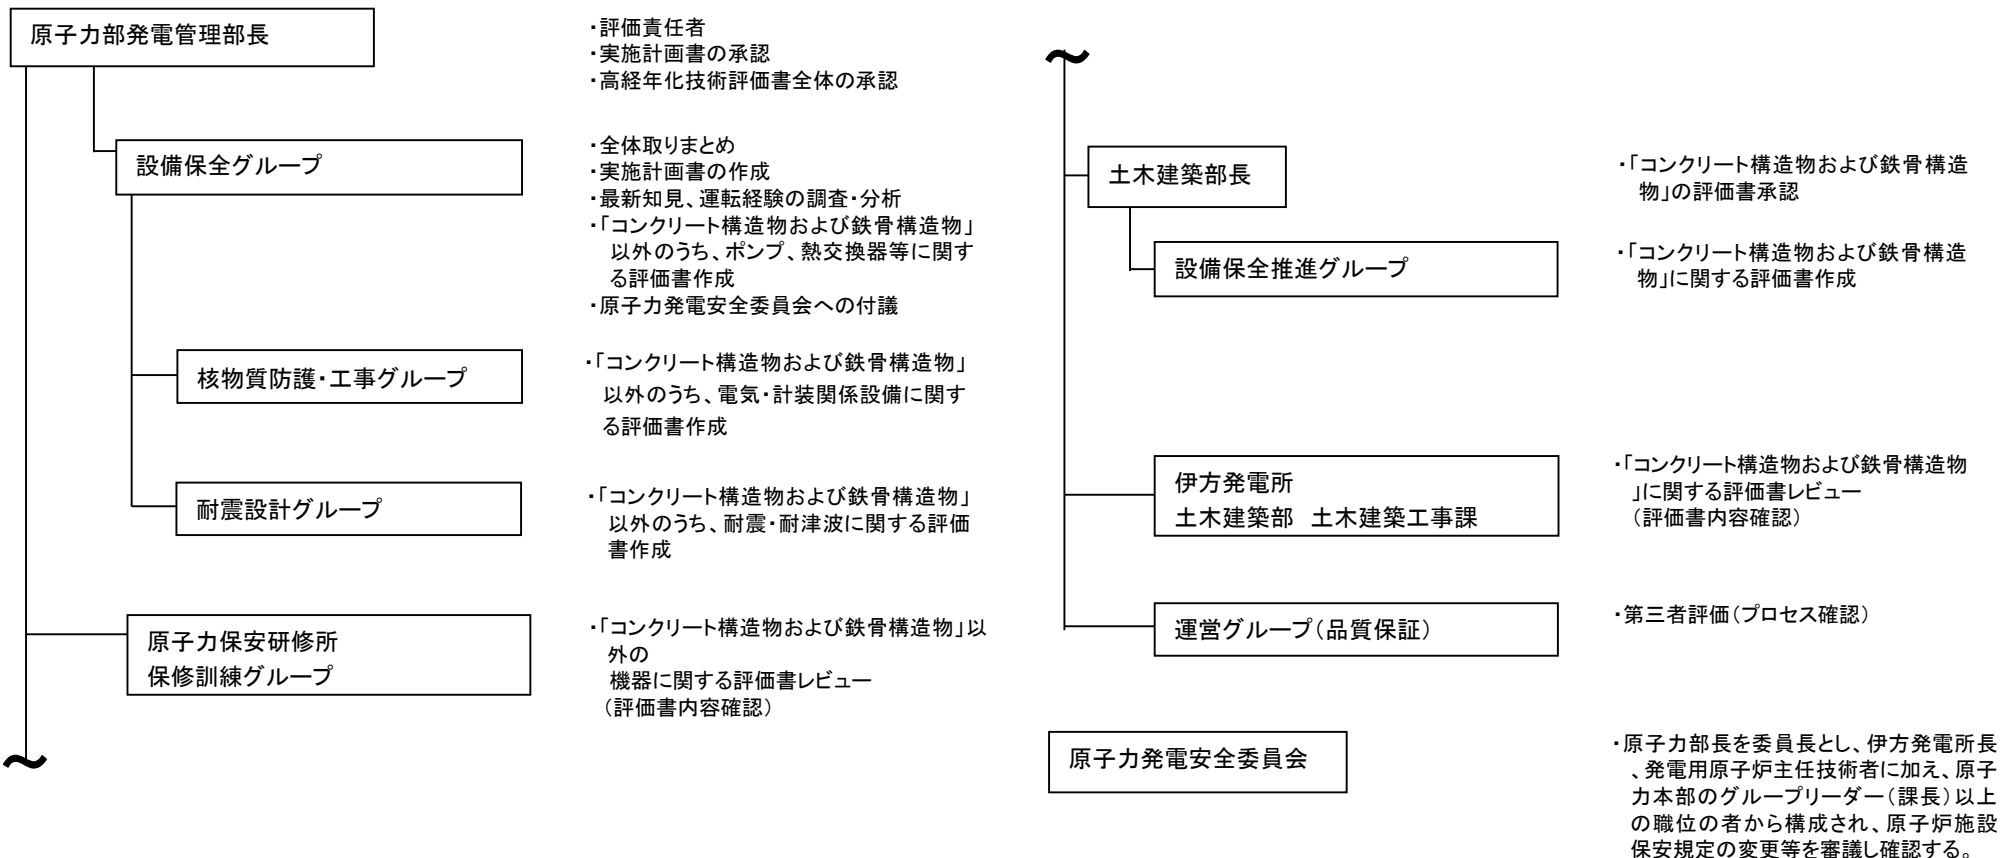 原子力部発電管理部長
・評価責任者
・実施計画書の承認
・高経年化技術評価書全体の承認
設備保全グループ
・全体取りまとめ
・実施計画書の作成
・最新知見、運転経験の調査・分析
・「コンクリート構造物および鉄骨構造物」
以外のうち、ポンプ、熱交換器等に関す
る評価書作成
・原子力発電安全委員会への付議
核物質防護・工事グループ
・「コンクリート構造物および鉄骨構造物」
以外のうち、電気・計装関係設備に関す
る評価書作成
耐震設計グループ
・「コンクリート構造物および鉄骨構造物」
以外のうち、耐震・耐津波に関する評価
書作成
原子力保安研修所
保修訓練グループ
・「コンクリート構造物および鉄骨構造物」以
外の
機器に関する評価書レビュー
（評価書内容確認）
土木建築部長
・「コンクリート構造物および鉄骨構造
物」の評価書承認
設備保全推進グループ
・「コンクリート構造物および鉄骨構造
物」に関する評価書作成
伊方発電所
土木建築部 土木建築工事課
・「コンクリート構造物および鉄骨構造物
」に関する評価書レビュー
（評価書内容確認）
運営グループ（品質保証）
・第三者評価（プロセス確認）
原子力発電安全委員会
・原子力部長を委員長とし、伊方発電所長
、発電用原子炉主任技術者に加え、原子
力本部のグループリーダー（課長）以上
の職位の者から構成され、原子炉施設
保安規定の変更等を審議し確認する。